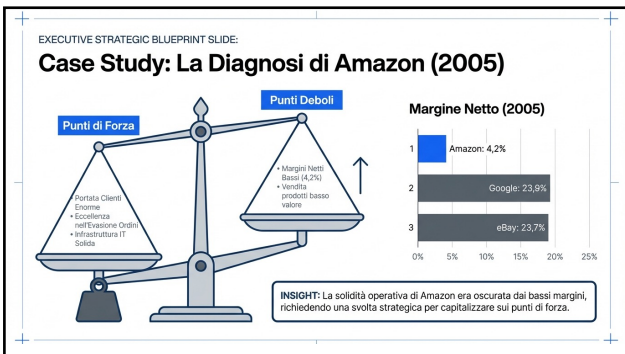 EXECUTIVE STRATEGIC BLUEPRINT SLIDE:
Case Study: La Diagnosi di Amazon (2005)
Punti di Forza
• Portata Clienti
Enorme
• Eccellenza
nell'Evasione Ordini
• Infrastruttura IT
Solida
Punti Deboli
• Margini Netti
Bassi (4,2%)
• Vendita
prodotti basso
valore
Margine Netto (2005)
1 Amazon: 4,2%
2 Google: 23,9%
3 eBay: 23,7%
0% 5% 10% 15% 20% 25%
INSIGHT: La solidità operativa di Amazon era oscurata dai bassi margini,
richiedendo una svolta strategica per capitalizzare sui punti di forza.